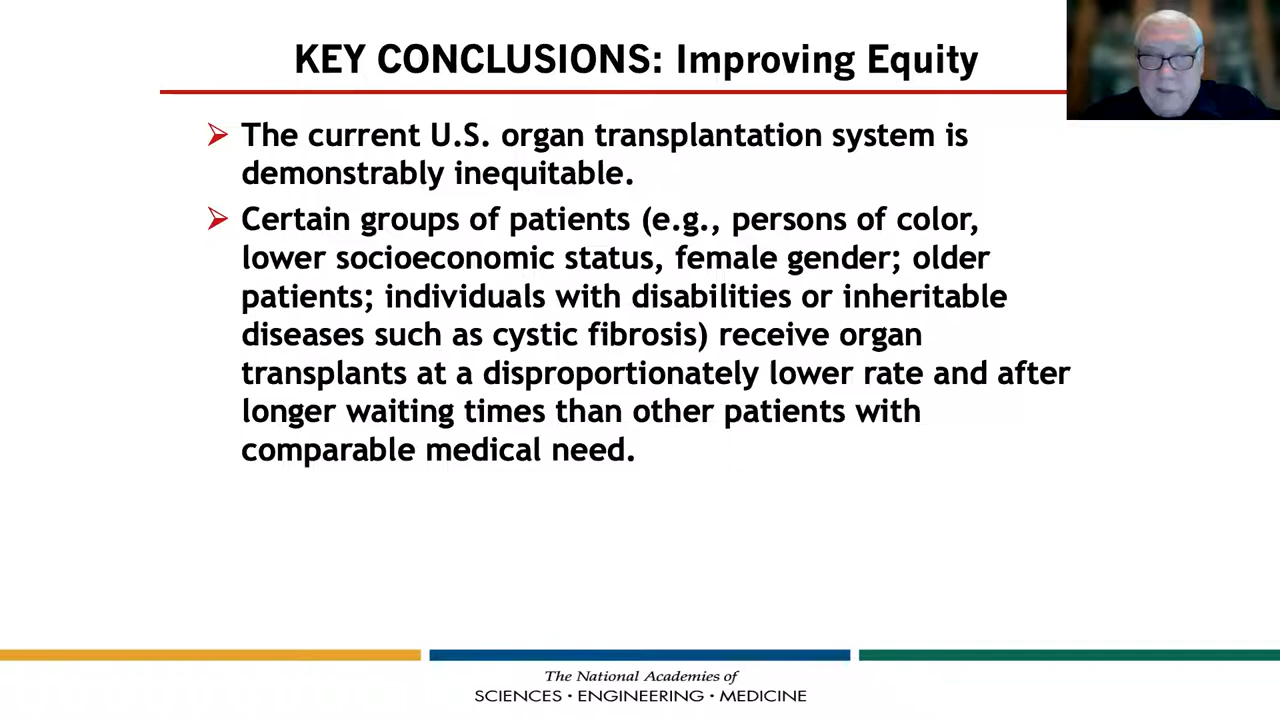 KEY CONCLUSIONS: Improving Equity
The current U.S. organ transplantation system is
demonstrably inequitable.
Certain groups of patients (e.g., persons of color,
lower socioeconomic status, female gender; older
patients; individuals with disabilities or inheritable
diseases such as cystic fibrosis) receive organ
transplants at a disproportionately lower rate and after
longer waiting times than other patients with
comparable medical need.
The National Academies of
SCIENCES • ENGINEERING • MEDICINE